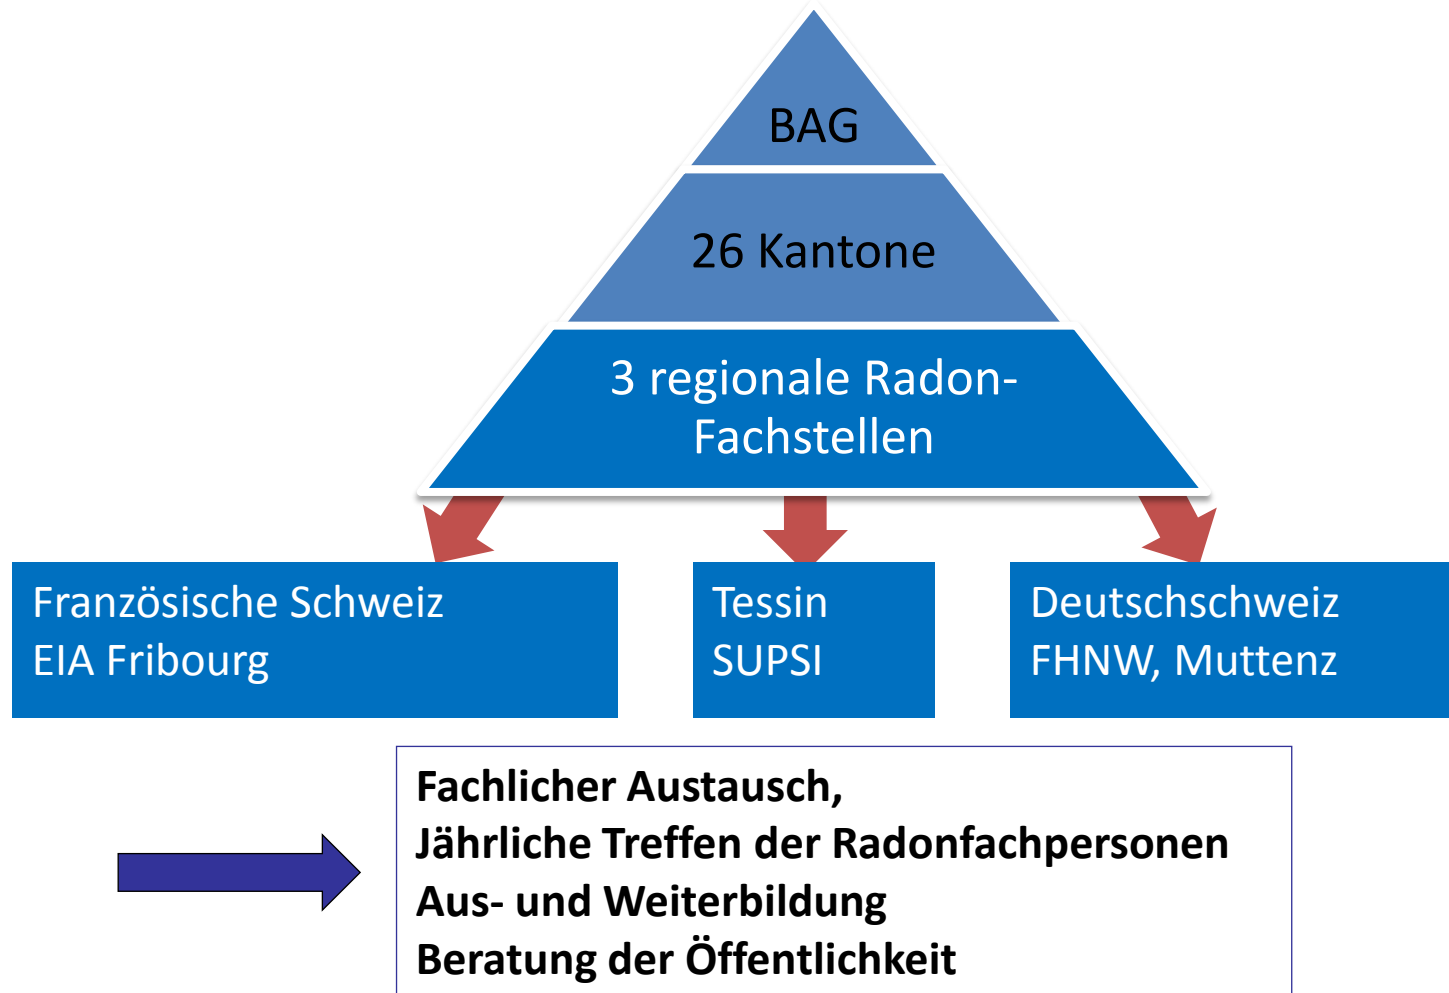 BAG
26 Kantone
3 regionale Radon-
Fachstellen
Französische Schweiz
EIA Fribourg
Tessin
SUPSI
Deutschschweiz
FHNW, Muttenz
Fachlicher Austausch,
Jährliche Treffen der Radonfachpersonen
Aus- und Weiterbildung
Beratung der Öffentlichkeit